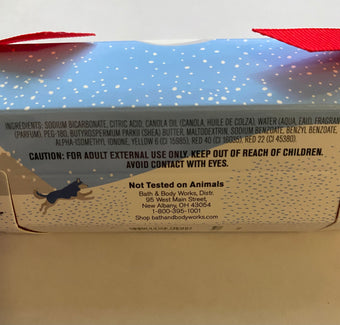 INGREDIENTS: SODIUM BICARBONATE, CITRIC ACID, CANOLA OIL (CANOLA, HUILE DE COLZA), WATER (AQUA, EAU), FRAGRAN
(PARFUM), PEG-180, BUTYROSPERMUM PARKII (SHEA) BUTTER, MALTODEXTRIN, SODIUM BENZOATE, BENZYL BENZOATE,
ALPHA-ISOMETHYL IONONE, YELLOW 6 (CI 15985), RED 40 (CI 16035), RED 22 (CI 45380).
CAUTION: FOR ADULT EXTERNAL USE ONLY. KEEP OUT OF REACH OF CHILDREN.
AVOID CONTACT WITH EYES.
Not Tested on Animals
Bath & Body Works, Distr.
95 West Main Street,
New Albany, OH 43054
1-800-395-1001
Shop bathandbodyworks.com